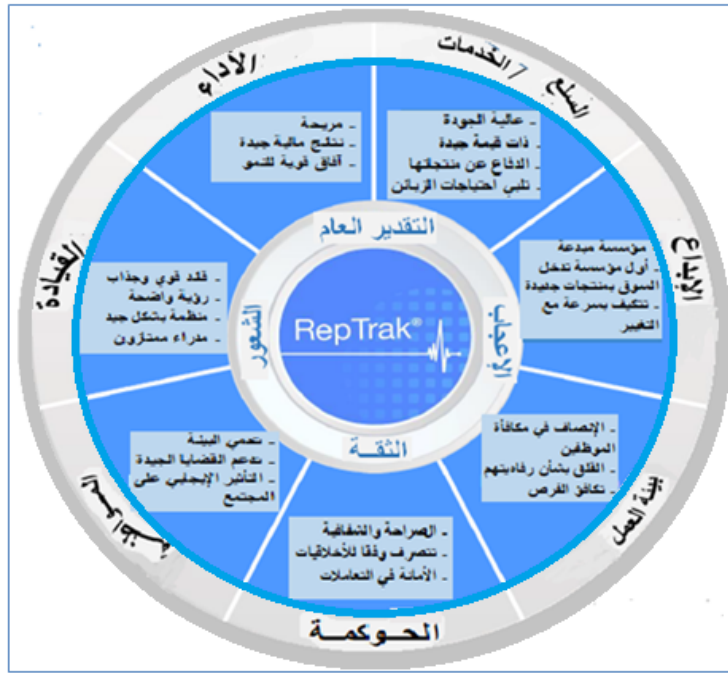 السلع / الخدمات
- عالية الجودة
- ذات قيمة جيدة
- الدفاع عن منتجاتها
- تلبي احتياجات الزبائن
الإبداع
مؤسسة مبدعة
- أول مؤسسة تدخل
السوق بمنتجات جديدة
- تتكيف بسرعة مع
التغيير
بيئة العمل
- الإنصاف في مكافأة
الموظفين
- القلق بشأن رفاهيتهم
- تكافؤ الفرص
الحوكمة
- الصراحة والشفافية
- تتصرف وفقا للأخلاقيات
- الأمانة في التعاملات
المواطنة
- تحمي البيئة
- تدعم القضايا الجيدة
- التأثير الإيجابي على
المجتمع
القيادة
- قائد قوي وجذاب
- رؤية واضحة
- منظمة بشكل جيد
- مدراء ممتازون
الأداء
- مربحة
- نتائج مالية جيدة
- آفاق قوية للنمو
التقدير العام
الإعجاب
الثقة
الشعور
RepTrak®